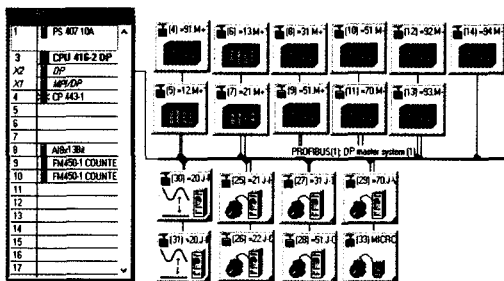 1 PS 407 10A
3 CPU 416-2 DP
X2 DP
X1 MPI/DP
4 CP 443-1
5
6
7
8 AI8x13Bit
9 FM450-1 COUNTE
10 FM450-1 COUNTE
11
12
13
14
15
16
17
(4) =91.M+
(6) =13.M+
(8) =31.M+
(10) =51.M
(12) =92.M
(14) =94.M
(5) =12.M+
(7) =21.M+
(9) =51.M+
(11) =70.M
(13) =93.M
PROFIBUS(1): DP master system (1)
(30) =20.J-
(25) =21.J-
(27) =31.J-
(29) =70.J-
(31) =20.J-
(26) =22.J-
(28) =51.J-
(33) MICRC